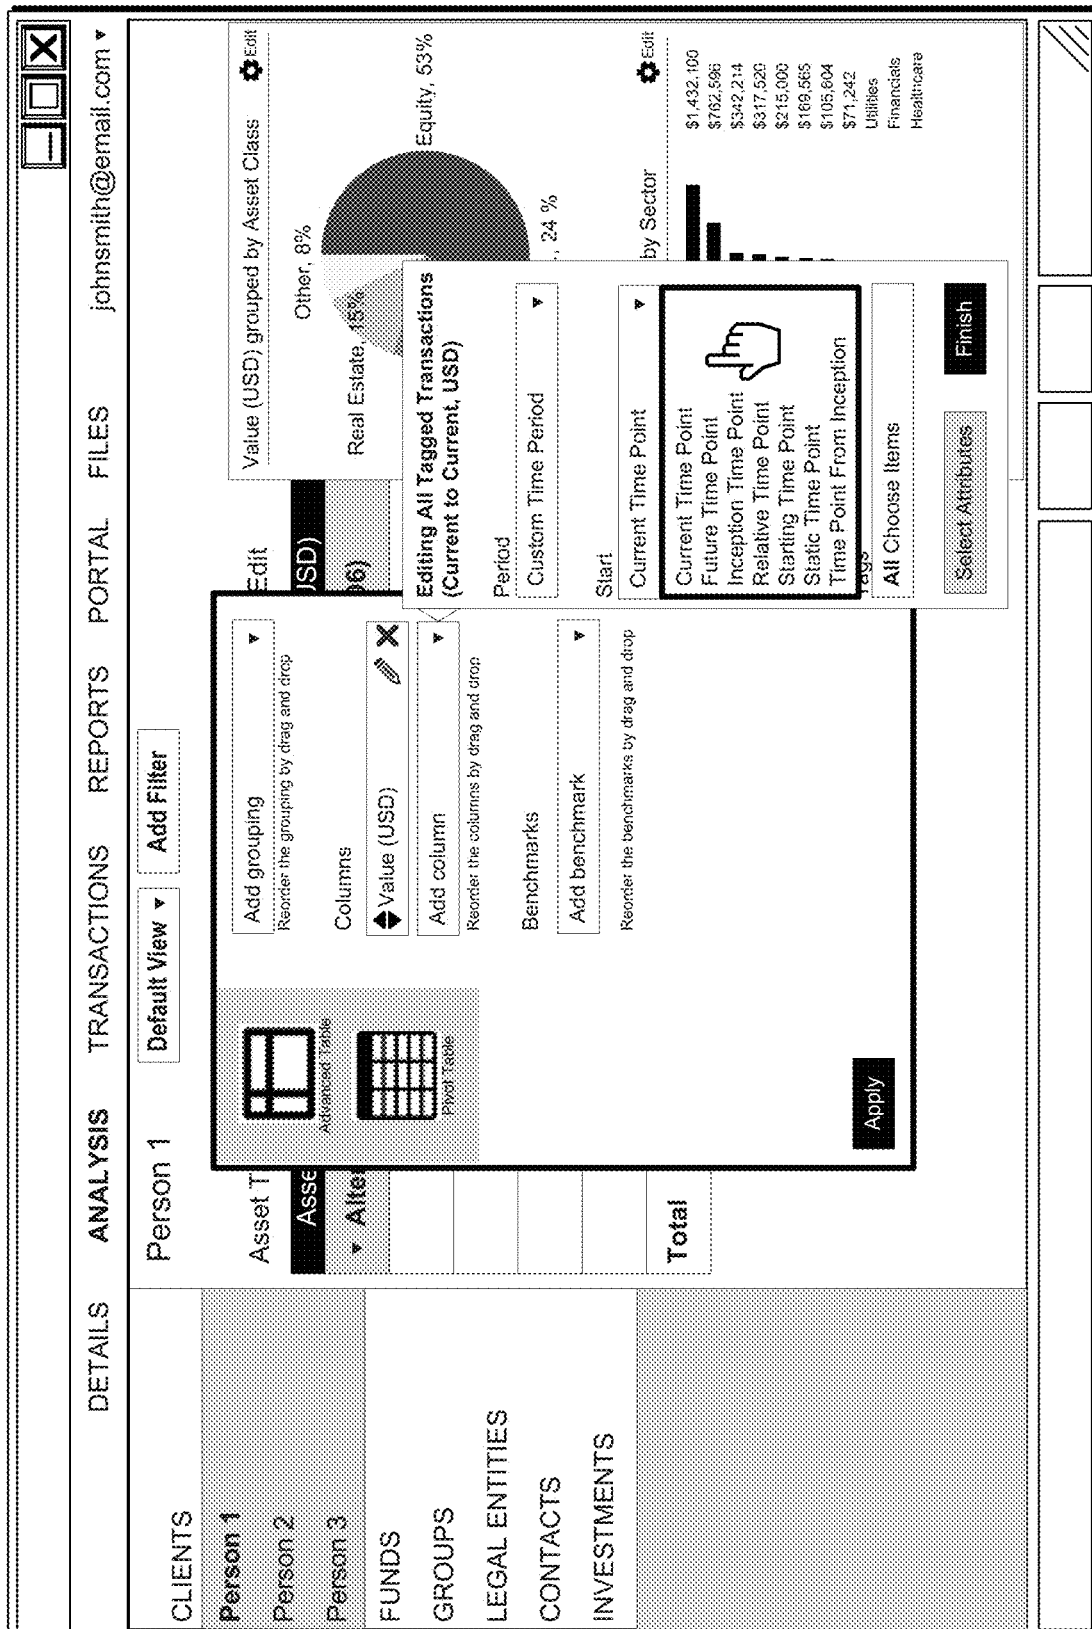 DETAILS ANALYSIS TRANSACTIONS REPORTS PORTAL FILES johnsmith@email.com
CLIENTS
Person 1
Person 2
Person 3
FUNDS
GROUPS
LEGAL ENTITIES
CONTACTS
INVESTMENTS
Person 1 Default View Add Filter
Asset T
Edit
Asse
USD)
Alter
96)
Total
Advanced Table
Pivot Table
Apply
Add grouping
Reorder the grouping by drag and drop
Columns
Value (USD)
Add column
Reorder the columns by drag and drop
Benchmarks
Add benchmark
Reorder the benchmarks by drag and drop
Editing All Tagged Transactions
(Current to Current, USD)
Period
Custom Time Period
Start
Current Time Point
Current Time Point
Future Time Point
Inception Time Point
Relative Time Point
Starting Time Point
Static Time Point
Time Point From Inception
All Choose Items
Select Attributes Finish
Value (USD) grouped by Asset Class Edit
Other, 8%
Real Estate, 15%
Equity, 53%
, 24 %
by Sector Edit
$1,432,100
$762,596
$342,214
$317,520
$215,000
$169,565
$105,604
$71,242
Utilities
Financials
Healthcare